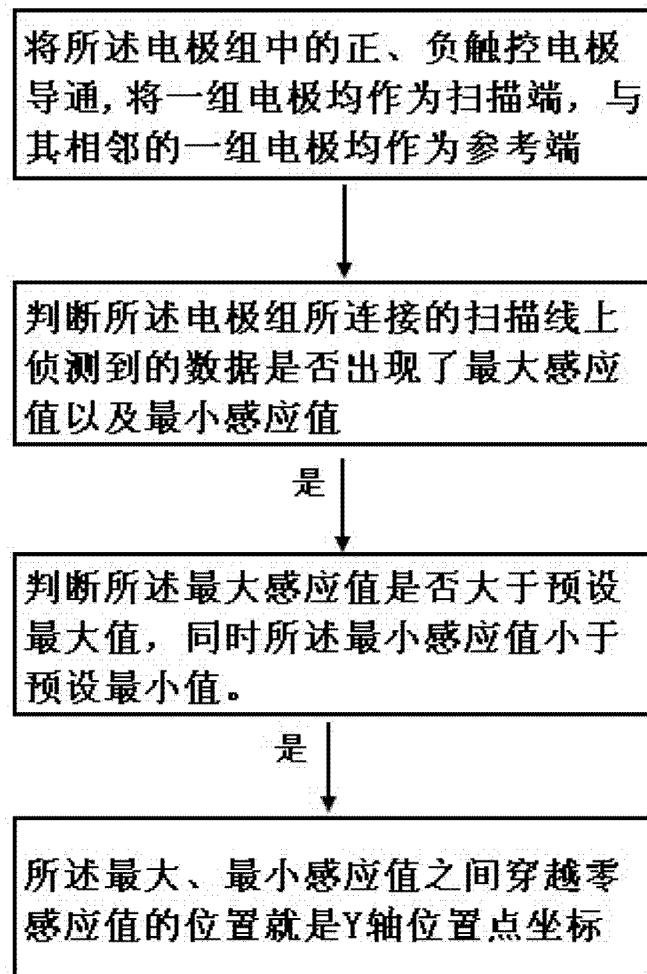 将所述电极组中的正、负触控电极
导通,将一组电极均作为扫描端，与
其相邻的一组电极均作为参考端
判断所述电极组所连接的扫描线上
侦测到的数据是否出现了最大感应
值以及最小感应值
是
判断所述最大感应值是否大于预设
最大值，同时所述最小感应值小于
预设最小值。
是
所述最大、最小感应值之间穿越零
感应值的位置就是Y轴位置点坐标